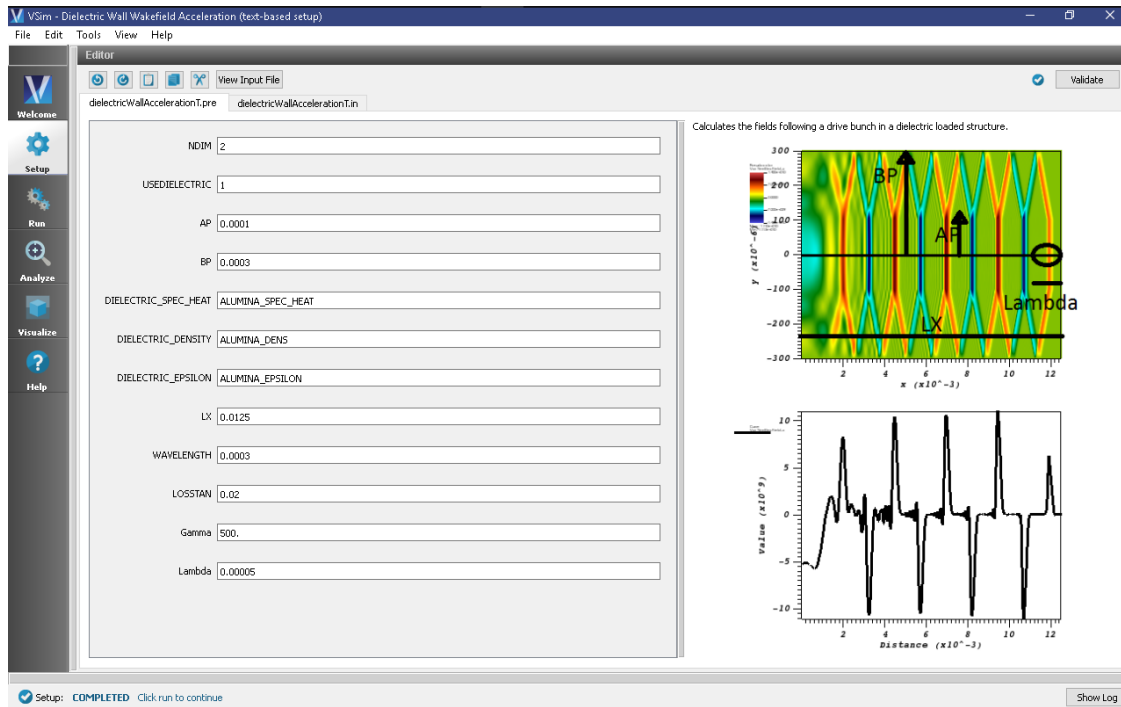 VSim - Dielectric Wall Wakefield Acceleration (text-based setup)
File Edit Tools View Help
Editor
View Input File
Validate
dielectricWallAccelerationT.pre dielectricWallAccelerationT.in
Welcome
Setup
Run
Analyze
Visualize
Help
NDIM 2
USEDIELECTRIC 1
AP 0.0001
BP 0.0003
DIELECTRIC_SPEC_HEAT ALUMINA_SPEC_HEAT
DIELECTRIC_DENSITY ALUMINA_DENS
DIELECTRIC_EPSILON ALUMINA_EPSILON
LX 0.0125
WAVELENGTH 0.0003
LOSSTAN 0.02
Gamma 500.
Lambda 0.00005
Calculates the fields following a drive bunch in a dielectric loaded structure.
300
200
100
0
-100
-200
-300
y (x10^-6)
BP
AP
Lambda
LX
2 4 6 8 10 12
x (x10^-3)
10
5
0
-5
-10
Value (x10^9)
2 4 6 8 10 12
Distance (x10^-3)
Setup: COMPLETED Click run to continue
Show Log